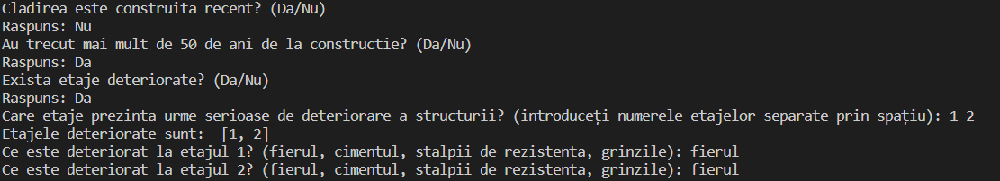 Cladirea este construita recent? (Da/Nu)
Raspuns: Nu
Au trecut mai mult de 50 de ani de la constructie? (Da/Nu)
Raspuns: Da
Exista etaje deteriorate? (Da/Nu)
Raspuns: Da
Care etaje prezinta urme serioase de deteriorare a structurii? (introduceți numerele etajelor separate prin spațiu): 1 2
Etajele deteriorate sunt:  [1, 2]
Ce este deteriorat la etajul 1? (fierul, cimentul, stalpii de rezistenta, grinzile): fierul
Ce este deteriorat la etajul 2? (fierul, cimentul, stalpii de rezistenta, grinzile): fierul